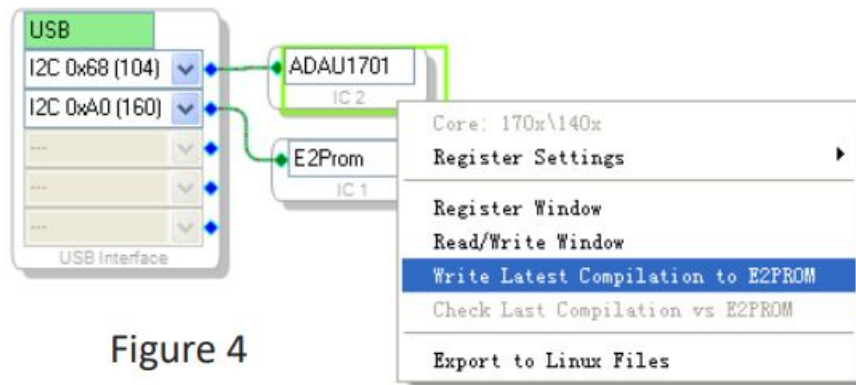 USB
I2C 0x68 (104)
I2C 0xA0 (160)
---
---
---
USB Interface
ADAU1701
IC 2
E2Prom
IC 1
Core: 170x\140x
Register Settings
Register Window
Read/Write Window
Write Latest Compilation to E2PROM
Check Last Compilation vs E2PROM
Export to Linux Files
Figure 4